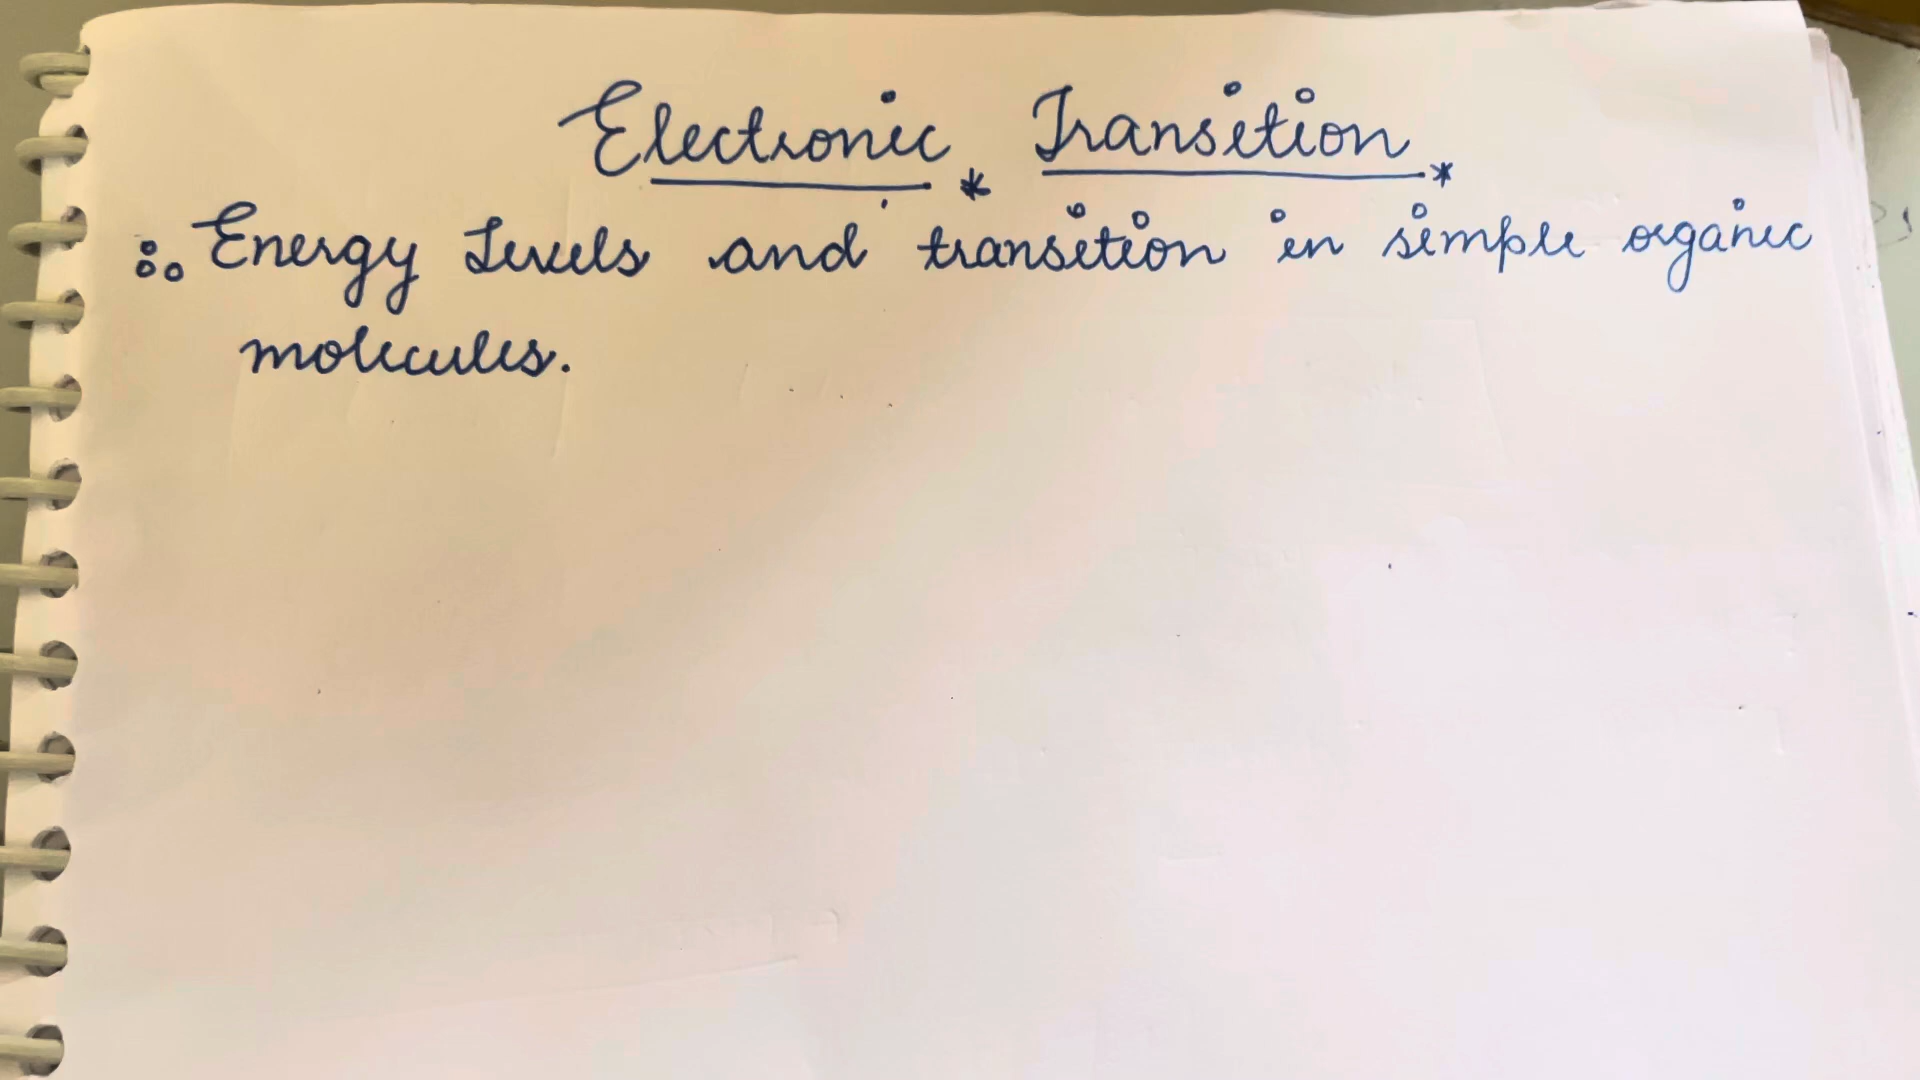 Electronic Transition
Energy Levels and transition in simple organic
molecules.